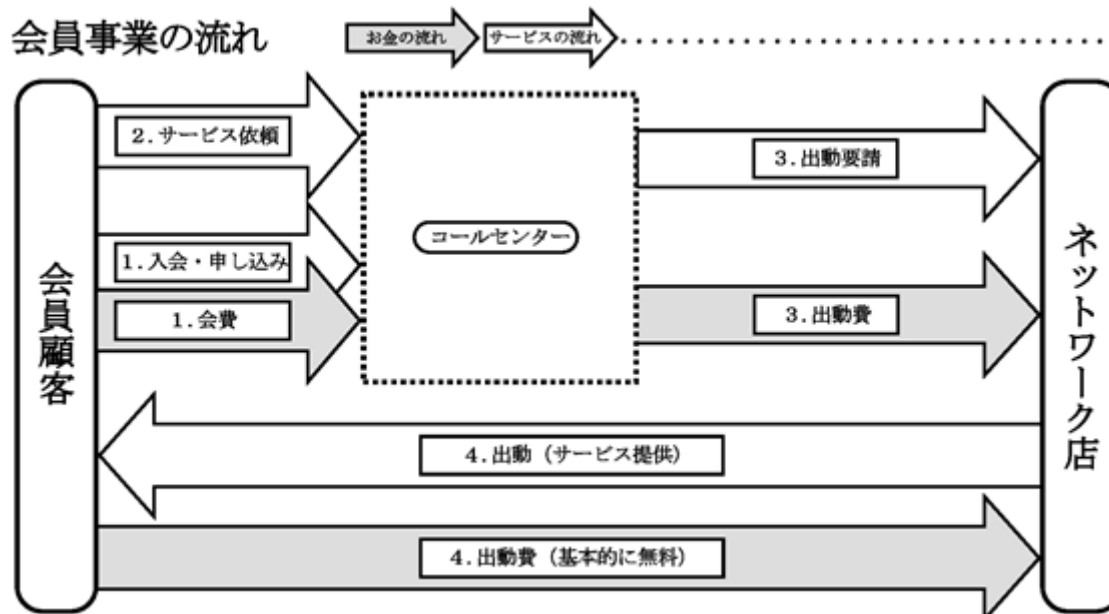 会員事業の流れ
お金の流れ
サービスの流れ
会員顧客
2.サービス依頼
1.入会・申し込み
1.会費
コールセンター
3.出動要請
3.出動費
4.出動（サービス提供）
4.出動費（基本的に無料）
ネットワーク店